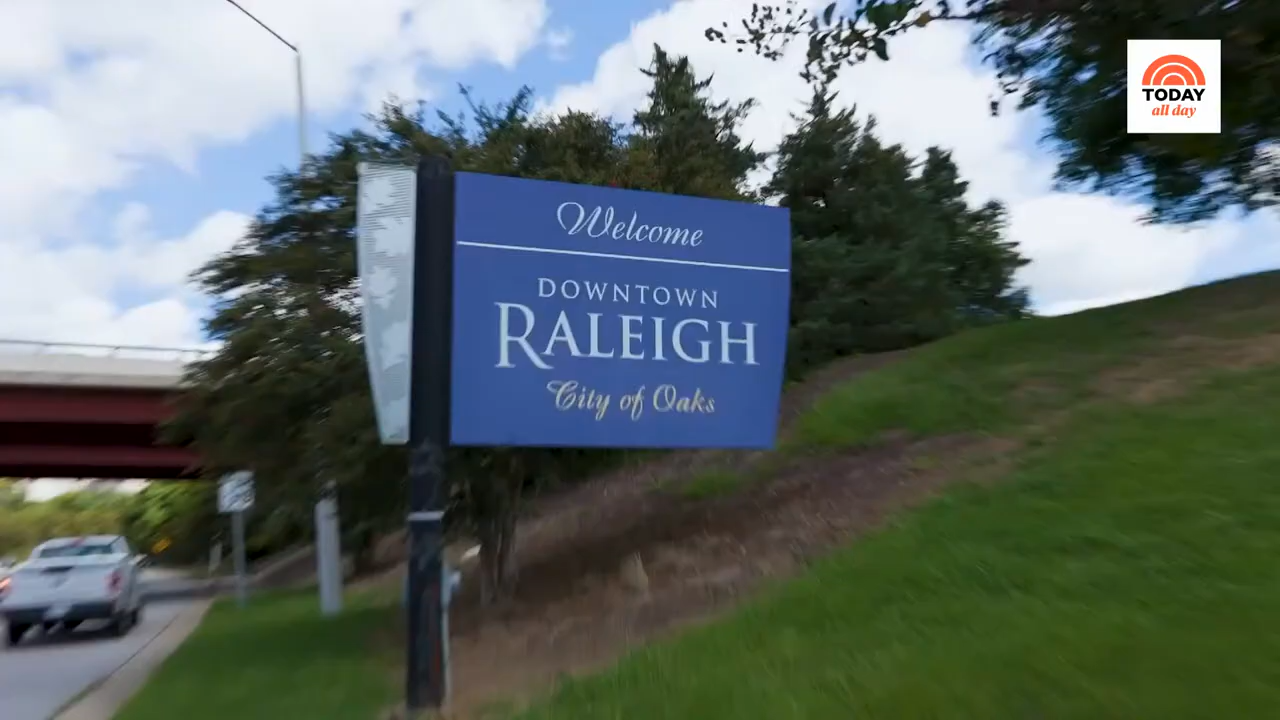 TODAY
all day
Welcome
DOWNTOWN
RALEIGH
City of Oaks